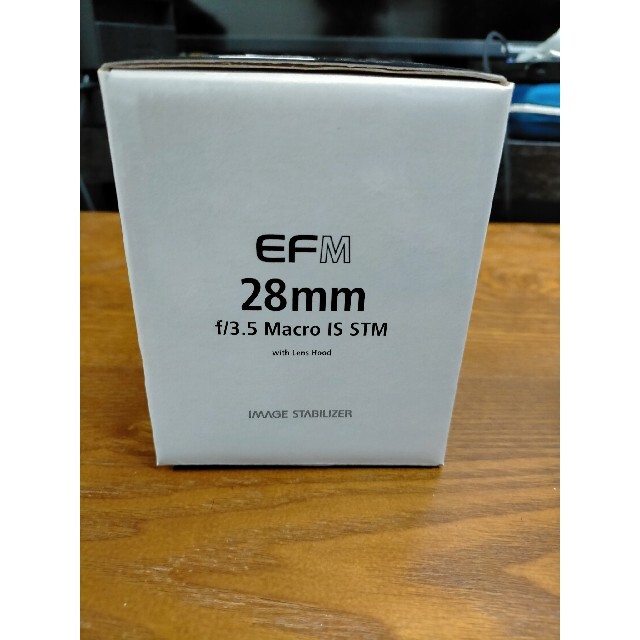 EFM
28mm
f/3.5 Macro IS STM
with Lens Hood
IMAGE STABILIZER